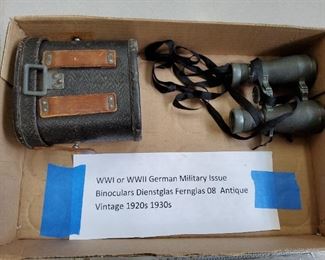 WWI or WWII German Military Issue
Binoculars Dienstglas Fernglas 08 Antique
Vintage 1920s 1930s